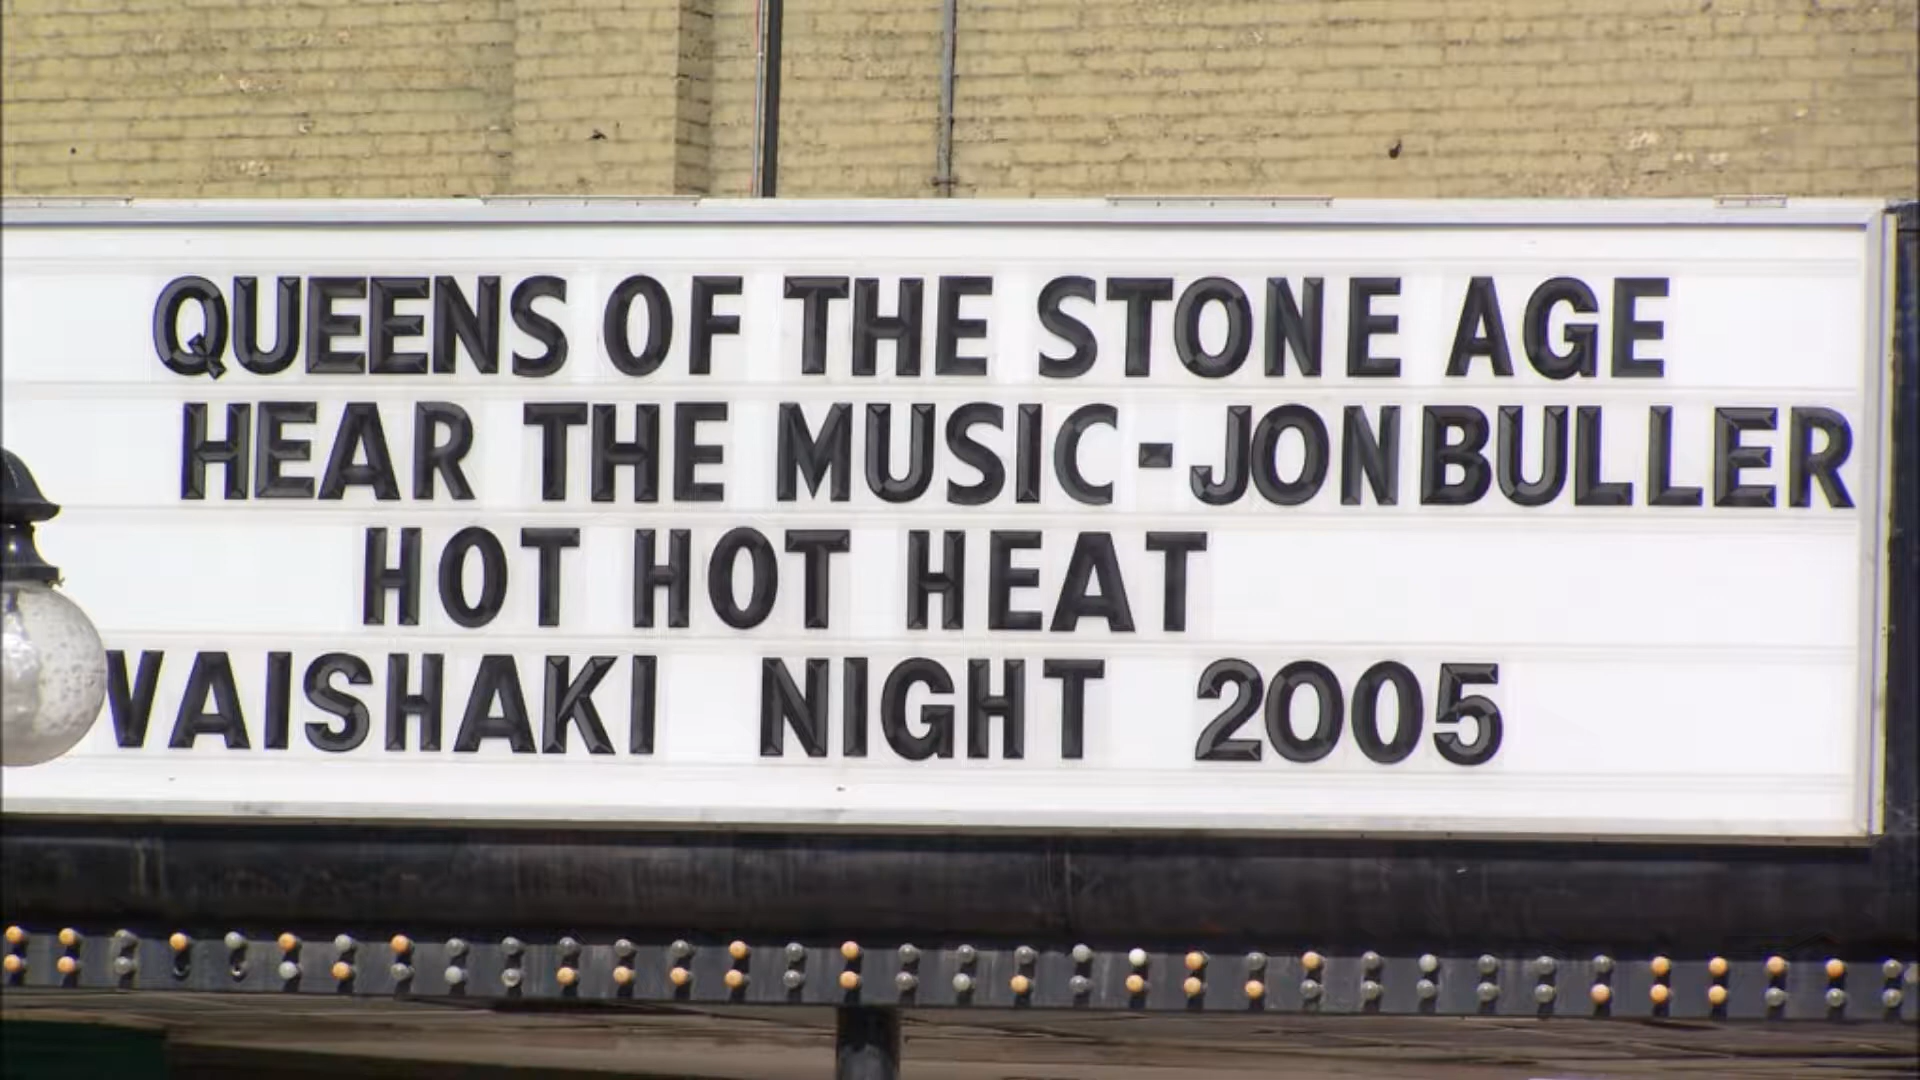 QUEENS OF THE STONE AGE
HEAR THE MUSIC-JONBULLER
HOT HOT HEAT
VAISHAKI NIGHT 2005